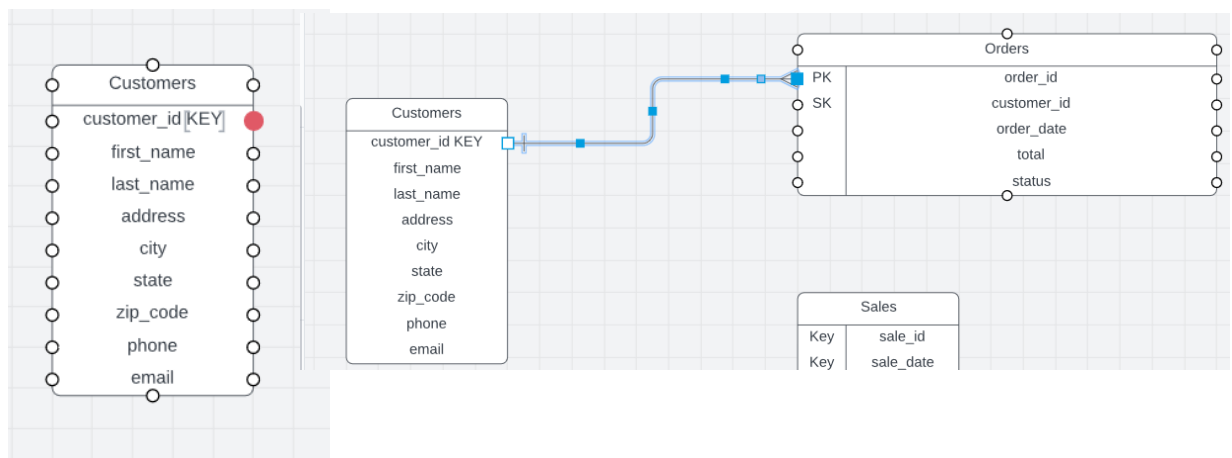 Customers
customer_id [KEY]
first_name
last_name
address
city
state
zip_code
phone
email
Customers
customer_id KEY
first_name
last_name
address
city
state
zip_code
phone
email
Orders
PK order_id
SK customer_id
order_date
total
status
Sales
Key sale_id
Key sale_date